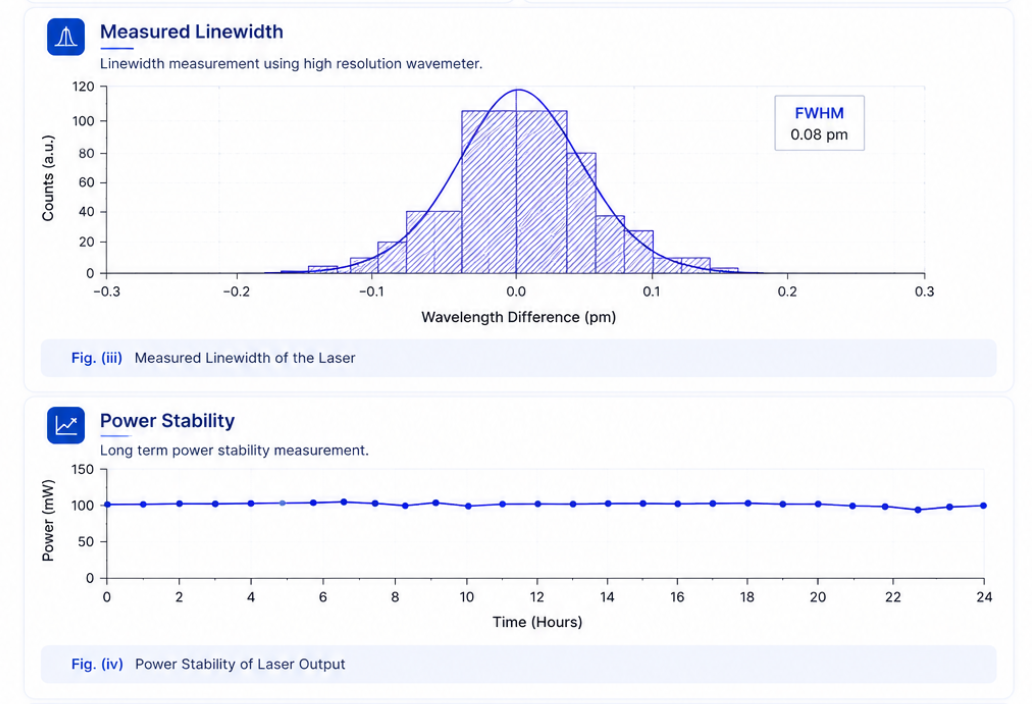 Measured Linewidth
Linewidth measurement using high resolution wavemeter.
120
100
80
60
40
20
0
Counts (a.u.)
FWHM
0.08 pm
−0.3 −0.2 −0.1 0.0 0.1 0.2 0.3
Wavelength Difference (pm)
Fig. (iii) Measured Linewidth of the Laser
Power Stability
Long term power stability measurement.
150
100
50
0
Power (mW)
0 2 4 6 8 10 12 14 16 18 20 22 24
Time (Hours)
Fig. (iv) Power Stability of Laser Output